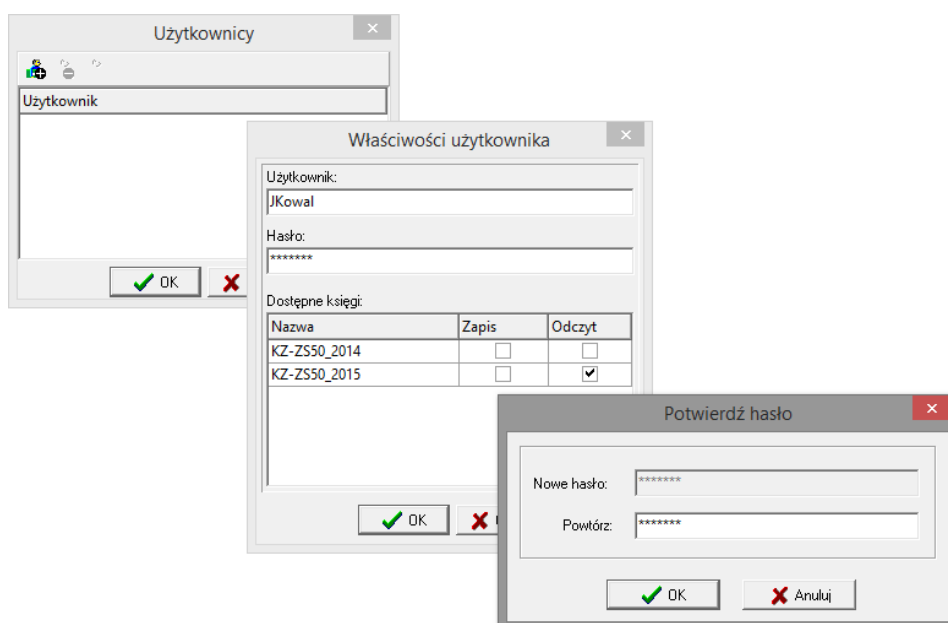 Użytkownicy
Użytkownik
OK
Właściwości użytkownika
Użytkownik:
JKowal
Hasło:
*******
Dostępne księgi:
Nazwa Zapis Odczyt
KZ-ZS50_2014
KZ-ZS50_2015
OK
Potwierdź hasło
Nowe hasło: *******
Powtórz: *******
OK Anuluj